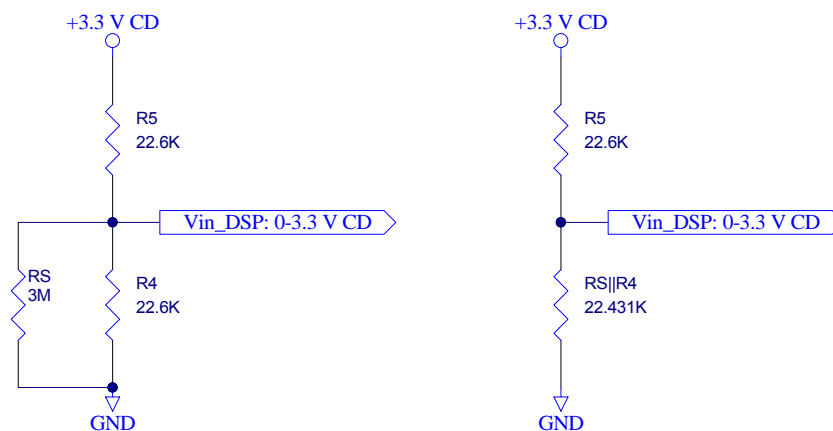 +3.3 V CD
R5
22.6K
Vin_DSP: 0-3.3 V CD
RS
3M
R4
22.6K
GND
+3.3 V CD
R5
22.6K
Vin_DSP: 0-3.3 V CD
RS||R4
22.431K
GND